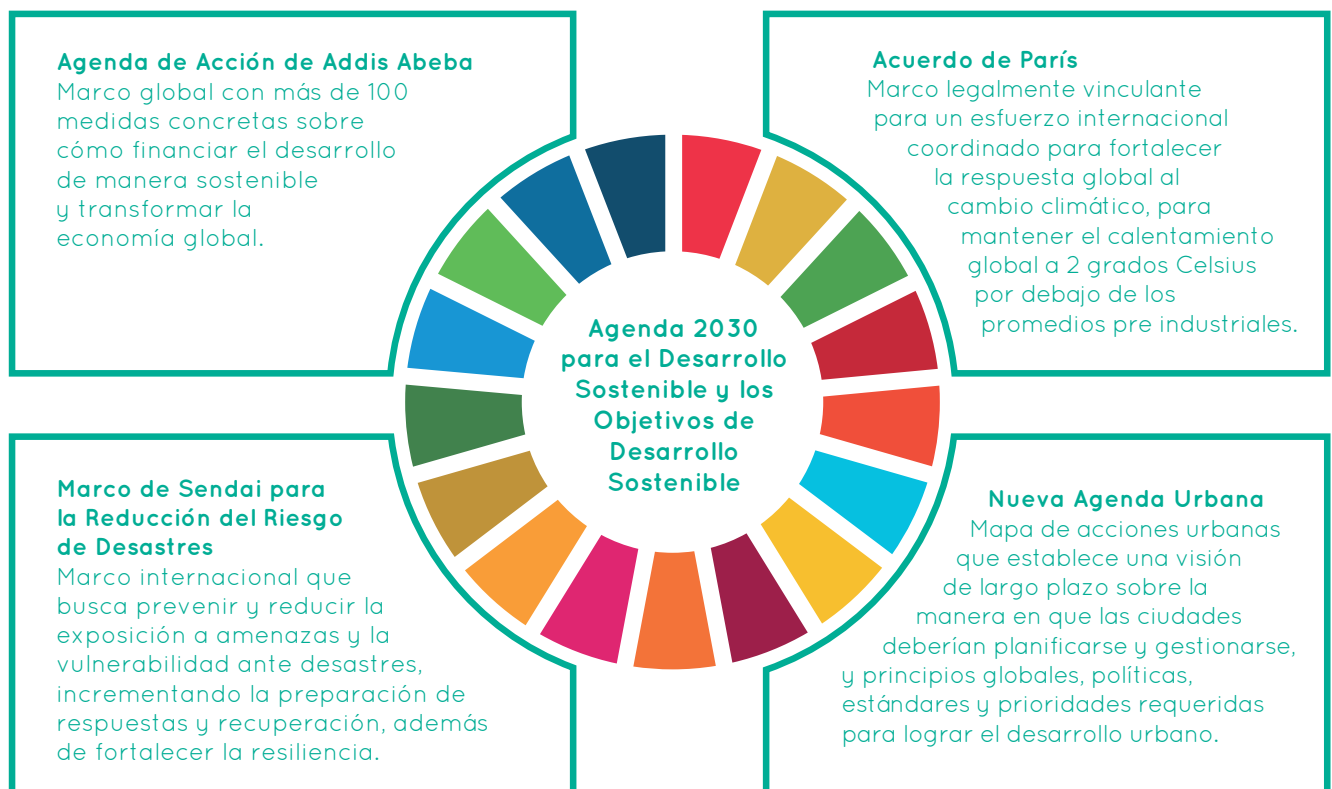 Agenda de Acción de Addis Abeba
Marco global con más de 100
medidas concretas sobre
cómo financiar el desarrollo
de manera sostenible
y transformar la
economía global.
Acuerdo de París
Marco legalmente vinculante
para un esfuerzo internacional
coordinado para fortalecer
la respuesta global al
cambio climático, para
mantener el calentamiento
global a 2 grados Celsius
por debajo de los
promedios pre industriales.
Agenda 2030
para el Desarrollo
Sostenible y los
Objetivos de
Desarrollo
Sostenible
Marco de Sendai para
la Reducción del Riesgo
de Desastres
Marco internacional que
busca prevenir y reducir la
exposición a amenazas y la
vulnerabilidad ante desastres,
incrementando la preparación de
respuestas y recuperación, además
de fortalecer la resiliencia.
Nueva Agenda Urbana
Mapa de acciones urbanas
que establece una visión
de largo plazo sobre la
manera en que las ciudades
deberían planificarse y gestionarse,
y principios globales, políticas,
estándares y prioridades requeridas
para lograr el desarrollo urbano.